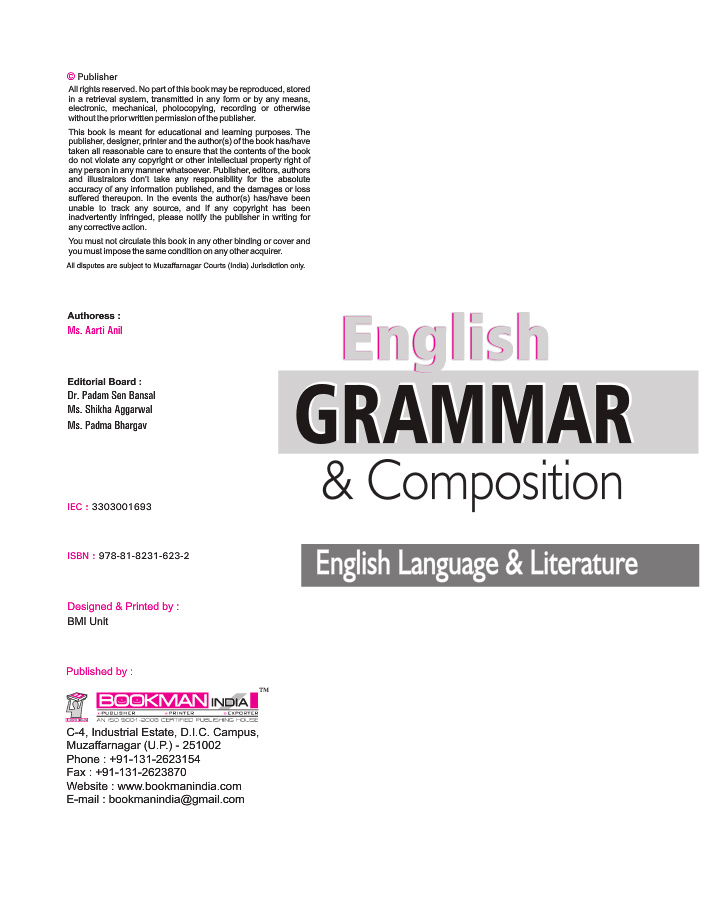 © Publisher
All rights reserved. No part of this book may be reproduced, stored
in a retrieval system, transmitted in any form or by any means,
electronic, mechanical, photocopying, recording or otherwise
without the prior written permission of the publisher.
This book is meant for educational and learning purposes. The
publisher, designer, printer and the author(s) of the book has/have
taken all reasonable care to ensure that the contents of the book
do not violate any copyright or other intellectual property right of
any person in any manner whatsoever. Publisher, editors, authors
and illustrators don't take any responsibility for the absolute
accuracy of any information published, and the damages or loss
suffered thereupon. In the events the author(s) has/have been
unable to track any source, and if any copyright has been
inadvertently infringed, please notify the publisher in writing for
any corrective action.
You must not circulate this book in any other binding or cover and
you must impose the same condition on any other acquirer.
All disputes are subject to Muzaffarnagar Courts (India) Jurisdiction only.
Authoress :
Ms. Aarti Anil
Editorial Board :
Dr. Padam Sen Bansal
Ms. Shikha Aggarwal
Ms. Padma Bhargav
English
GRAMMAR
& Composition
English Language & Literature
IEC : 3303001693
ISBN : 978-81-8231-623-2
Designed & Printed by :
BMI Unit
Published by :
BOOKMAN INDIA ™
PUBLISHER PRINTER EXPORTER
AN ISO 9001-2008 CERTIFIED PUBLISHING HOUSE
C-4, Industrial Estate, D.I.C. Campus,
Muzaffarnagar (U.P.) - 251002
Phone : +91-131-2623154
Fax : +91-131-2623870
Website : www.bookmanindia.com
E-mail : bookmanindia@gmail.com